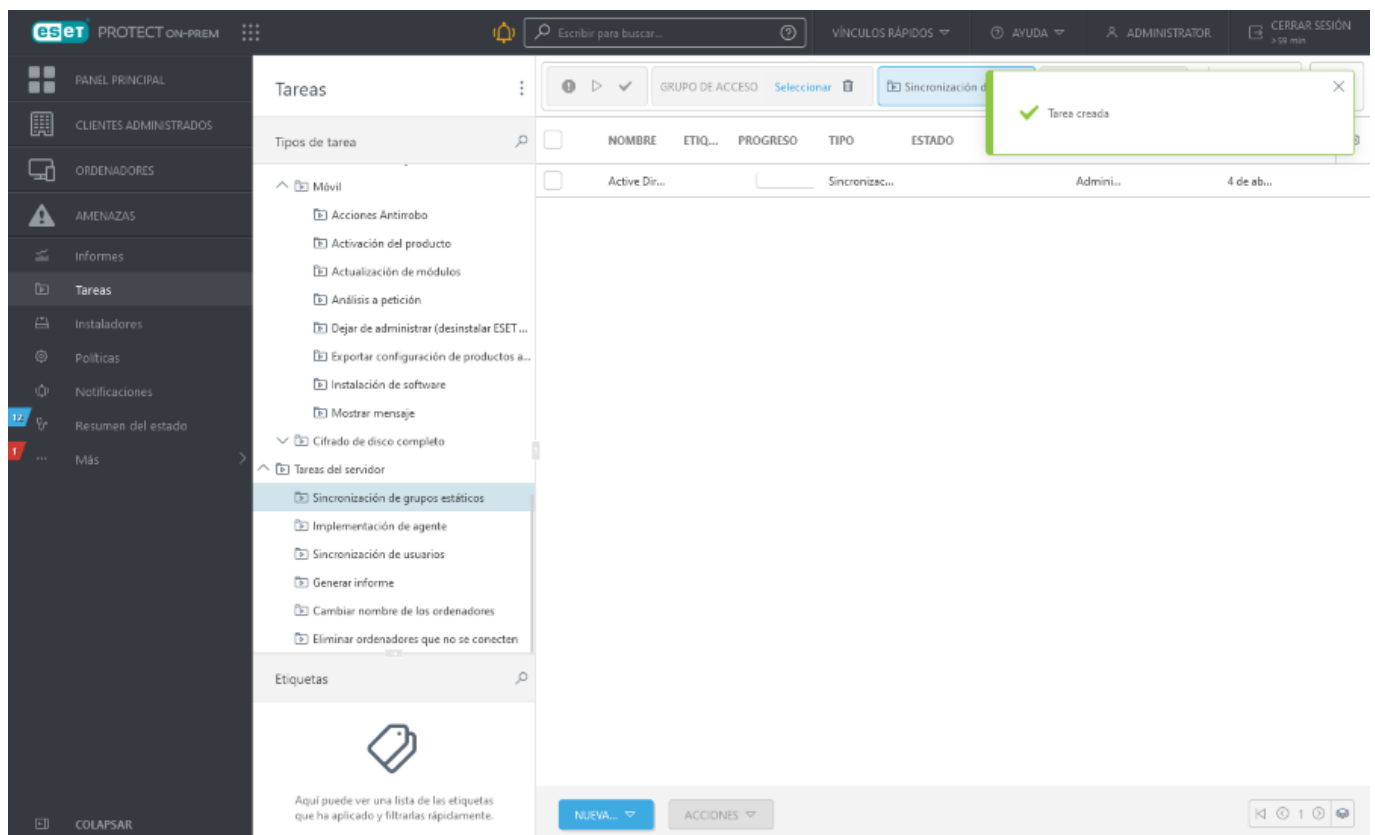 eseT PROTECT ON-PREM
Escribir para buscar...
VÍNCULOS RÁPIDOS
AYUDA
ADMINISTRATOR
CERRAR SESIÓN
> 59 min
PANEL PRINCIPAL
CLIENTES ADMINISTRADOS
ORDENADORES
AMENAZAS
Informes
Tareas
Instaladores
Políticas
Notificaciones
12
Resumen del estado
1
Más
COLAPSAR
Tareas
Tipos de tarea
Móvil
Acciones Antirrobo
Activación del producto
Actualización de módulos
Análisis a petición
Dejar de administrar (desinstalar ESET ...
Exportar configuración de productos a...
Instalación de software
Mostrar mensaje
Cifrado de disco completo
Tareas del servidor
Sincronización de grupos estáticos
Implementación de agente
Sincronización de usuarios
Generar informe
Cambiar nombre de los ordenadores
Eliminar ordenadores que no se conecten
Etiquetas
Aquí puede ver una lista de las etiquetas
que ha aplicado y filtrarlas rápidamente.
GRUPO DE ACCESO Seleccionar
Sincronización d
Tarea creada
NOMBRE ETIQ... PROGRESO TIPO ESTADO
Active Dir... Sincronizac... Admini... 4 de ab...
NUEVA...
ACCIONES
1